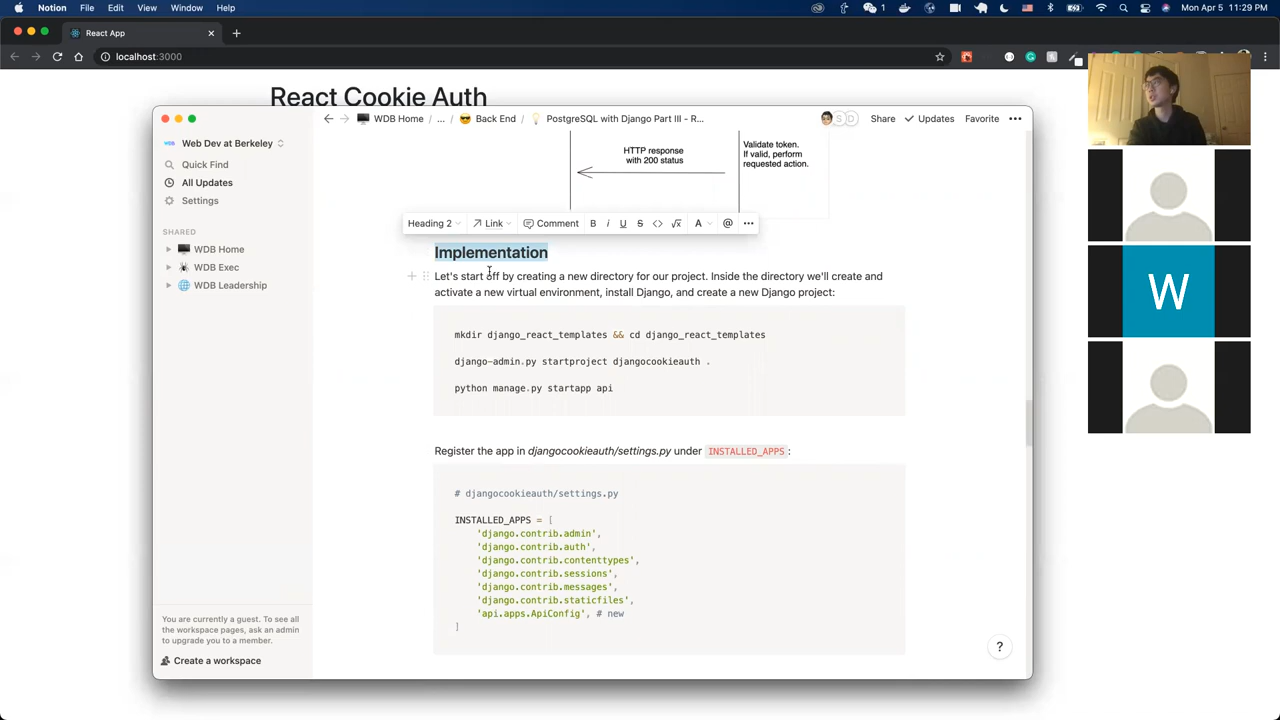 Notion File Edit View Window Help
Mon Apr 5 11:29 PM
React App
localhost:3000
React Cookie Auth
WDB Home / ... / Back End / PostgreSQL with Django Part III - R...
Share Updates Favorite
Web Dev at Berkeley
Quick Find
All Updates
Settings
SHARED
WDB Home
WDB Exec
WDB Leadership
You are currently a guest. To see all
the workspace pages, ask an admin
to upgrade you to a member.
Create a workspace
HTTP response
with 200 status
Validate token.
If valid, perform
requested action.
Heading 2 Link Comment B i U S <> √x A @
Implementation
Let's start off by creating a new directory for our project. Inside the directory we'll create and
activate a new virtual environment, install Django, and create a new Django project:
mkdir django_react_templates && cd django_react_templates
django-admin.py startproject djangocookieauth .
python manage.py startapp api
Register the app in djangocookieauth/settings.py under INSTALLED_APPS:
# djangocookieauth/settings.py
INSTALLED_APPS = [
'django.contrib.admin',
'django.contrib.auth',
'django.contrib.contenttypes',
'django.contrib.sessions',
'django.contrib.messages',
'django.contrib.staticfiles',
'api.apps.ApiConfig', # new
]
?
S D
W